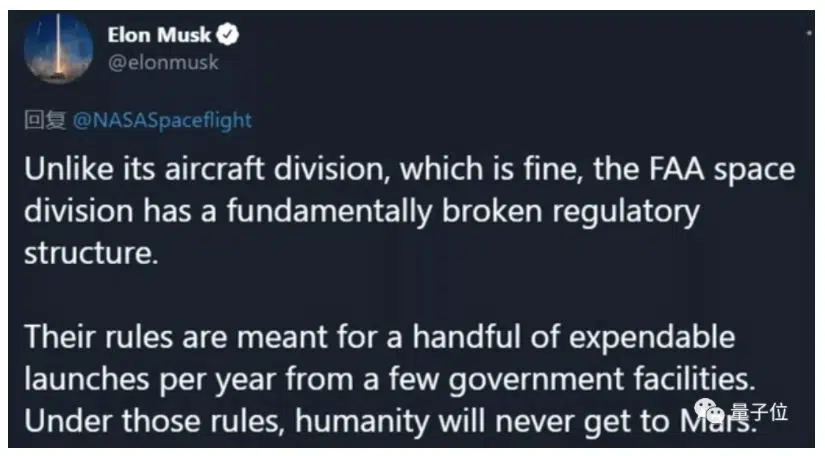 Elon Musk
@elonmusk
回复 @NASASpaceflight
Unlike its aircraft division, which is fine, the FAA space
division has a fundamentally broken regulatory
structure.
Their rules are meant for a handful of expendable
launches per year from a few government facilities.
Under those rules, humanity will never get to Mars.
量子位